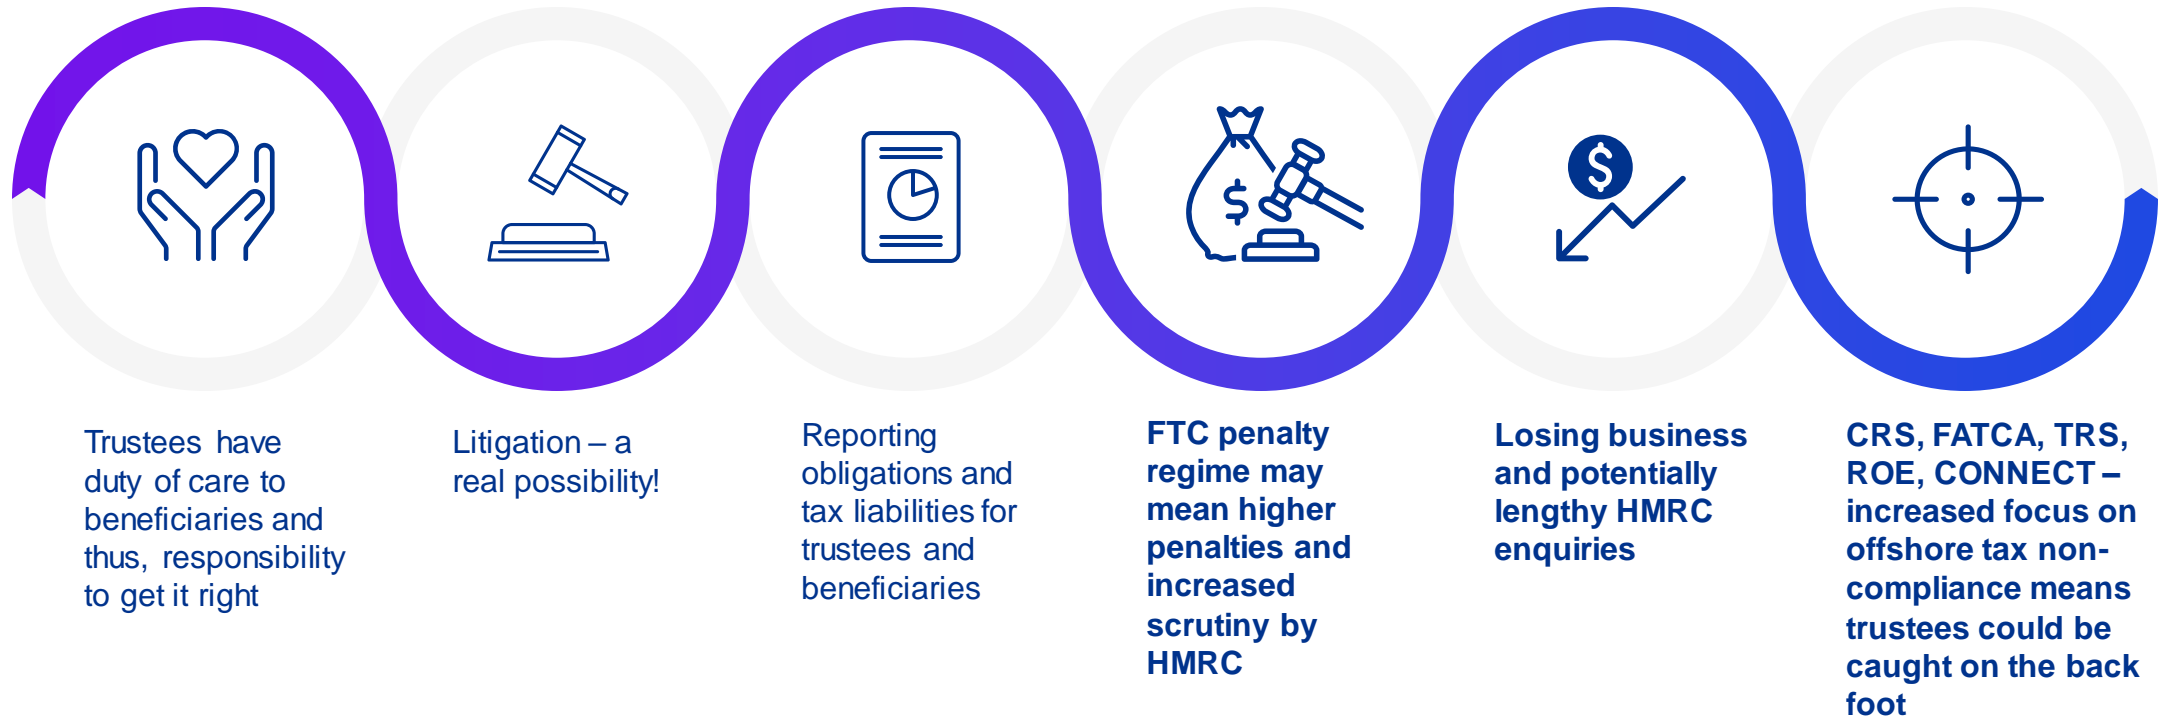 Trustees have
duty of care to
beneficiaries and
thus, responsibility
to get it right
Litigation – a
real possibility!
Reporting
obligations and
tax liabilities for
trustees and
beneficiaries
FTC penalty
regime may
mean higher
penalties and
increased
scrutiny by
HMRC
Losing business
and potentially
lengthy HMRC
enquiries
CRS, FATCA, TRS,
ROE, CONNECT –
increased focus on
offshore tax non-
compliance means
trustees could be
caught on the back
foot
$
$